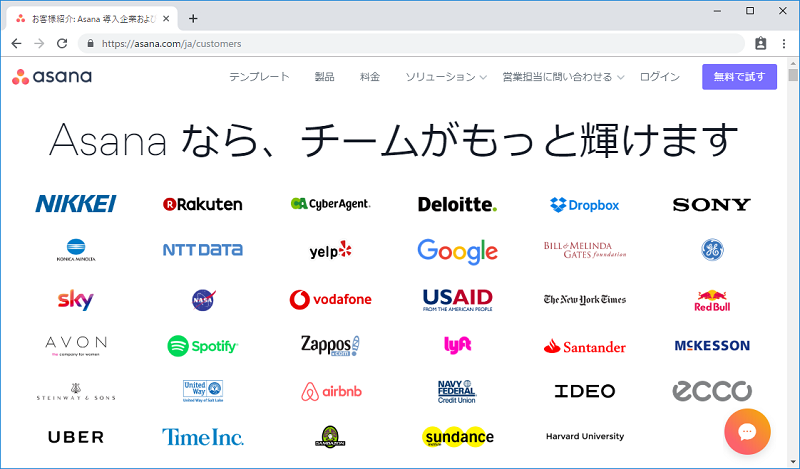 お客様紹介: Asana 導入企業および
https://asana.com/ja/customers
asana テンプレート 製品 料金 ソリューション 営業担当に問い合わせる ログイン 無料で試す
Asana なら、チームがもっと輝けます
NIKKEI Rakuten CyberAgent. Deloitte. Dropbox SONY
KONICA MINOLTA NTT DATA yelp Google BILL & MELINDA GATES foundation
sky NASA vodafone USAID FROM THE AMERICAN PEOPLE The New York Times Red Bull
AVON the company for women Spotify Zappos .com lyft Santander MCKESSON
STEINWAY & SONS United Way United Way of Salt Lake airbnb NAVY FEDERAL Credit Union IDEO ecco
UBER Time Inc. SANDAZON sundance Harvard University